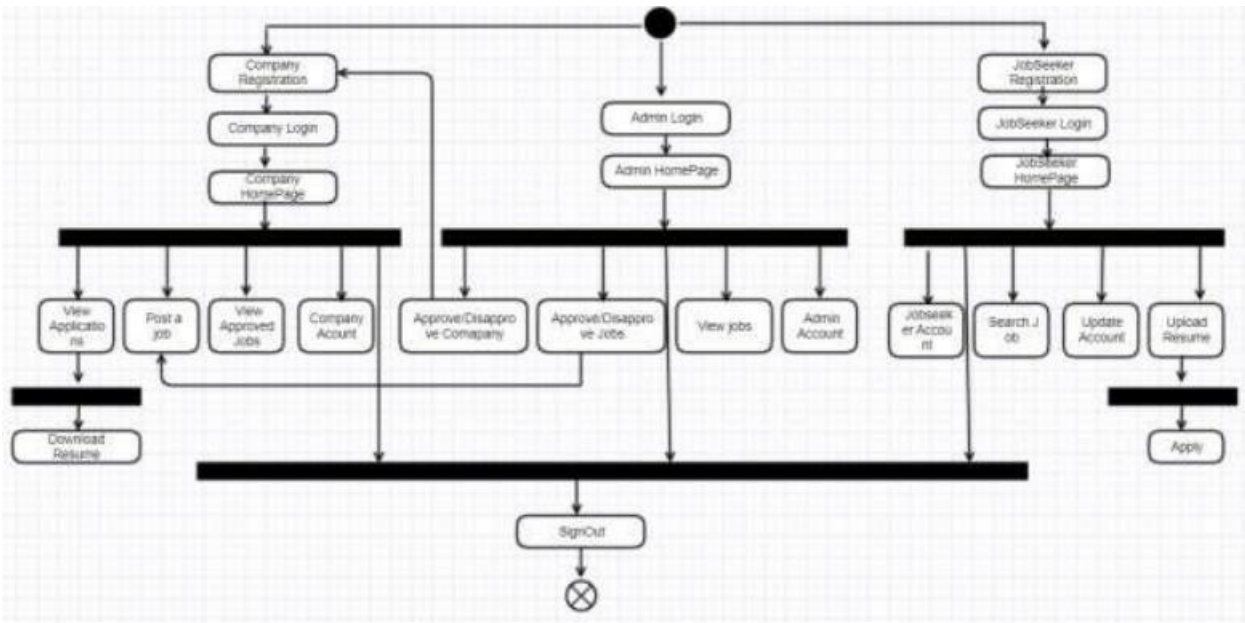 Company
Registration
Company Login
Company
HomePage
Admin Login
Admin HomePage
JobSeeker
Registration
JobSeeker Login
JobSeeker
HomePage
View
Applicatio
ns
Post a
job
View
Approved
Jobs
Company
Acount
Approve/Disappro
ve Comapany
Approve/Disappro
ve Jobs
View jobs
Admin
Account
Jobseek
er Accou
nt
Search J
ob
Update
Account
Upload
Resume
Download
Resume
Apply
SignOut